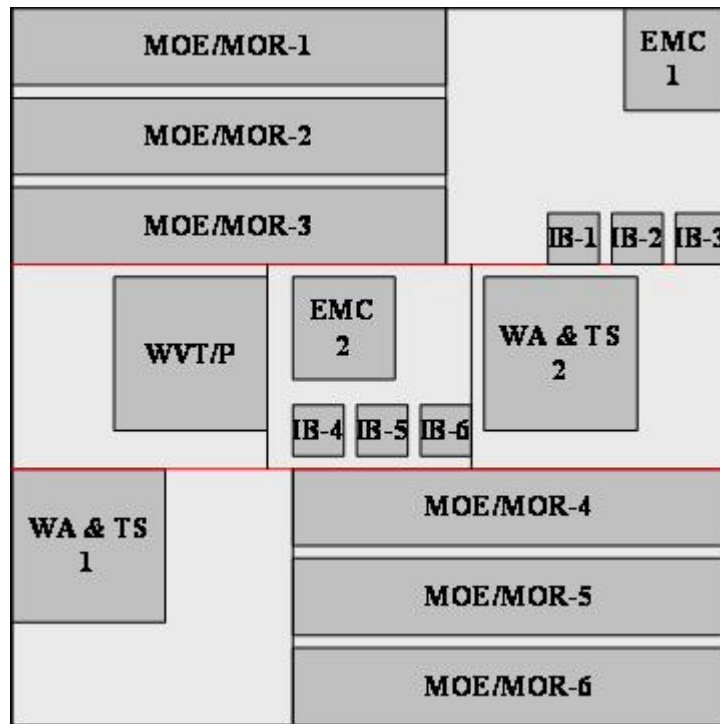 MOE/MOR-1
EMC
1
MOE/MOR-2
MOE/MOR-3
IB-1
IB-2
IB-3
WVT/P
EMC
2
WA & TS
2
IB-4
IB-5
IB-6
WA & TS
1
MOE/MOR-4
MOE/MOR-5
MOE/MOR-6